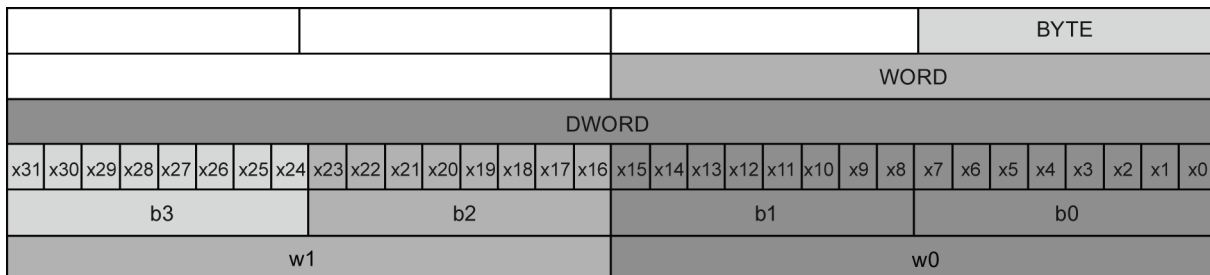 BYTE
WORD
DWORD
x31 x30 x29 x28 x27 x26 x25 x24 x23 x22 x21 x20 x19 x18 x17 x16 x15 x14 x13 x12 x11 x10 x9 x8 x7 x6 x5 x4 x3 x2 x1 x0
b3 b2 b1 b0
w1 w0